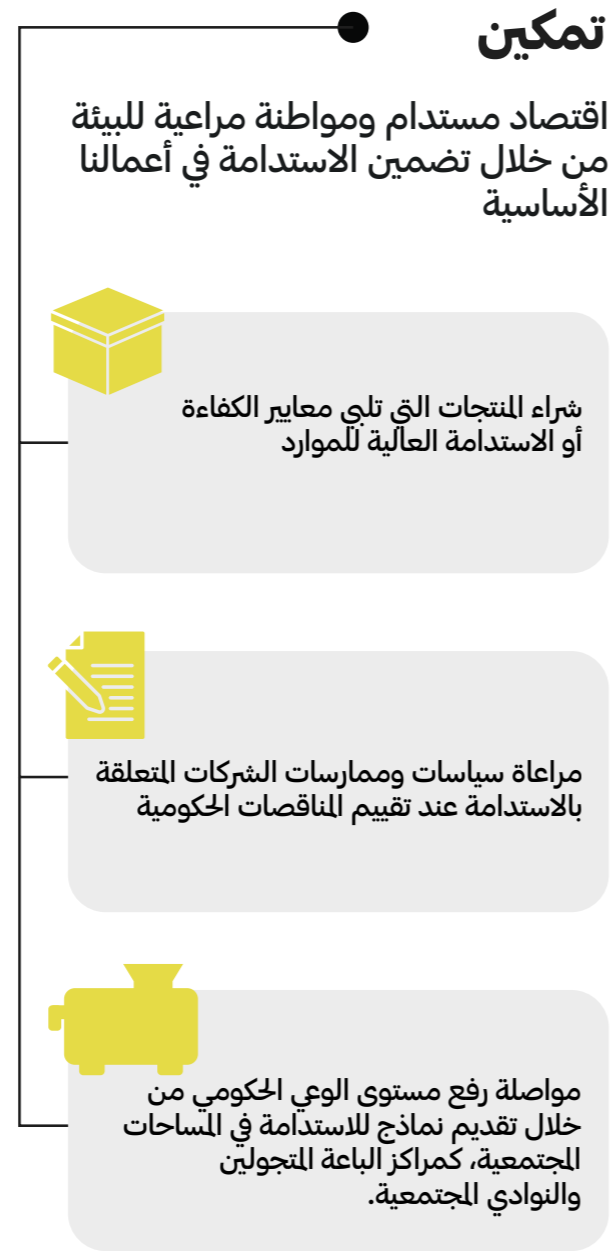 تمكين
اقتصاد مستدام ومواطنة مراعية للبيئة
من خلال تضمين الاستدامة في أعمالنا
الأساسية
شراء المنتجات التي تلبي معايير الكفاءة
أو الاستدامة العالية للموارد
مراعاة سياسات وممارسات الشركات المتعلقة
بالاستدامة عند تقييم المناقصات الحكومية
مواصلة رفع مستوى الوعي الحكومي من
خلال تقديم نماذج للاستدامة في المساحات
المجتمعية، كمراكز الباعة المتجولين
والنوادي المجتمعية.